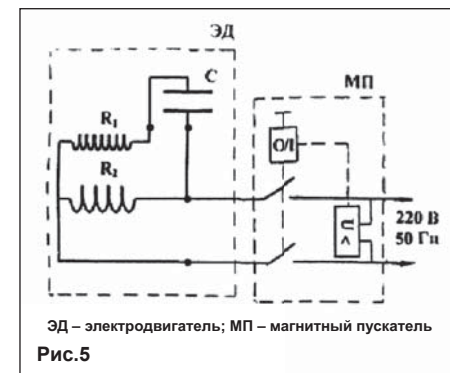 ЭД
C
МП
R₁
O/I
R₂
U <
220 В
50 Гц
ЭД – электродвигатель; МП – магнитный пускатель
Рис.5